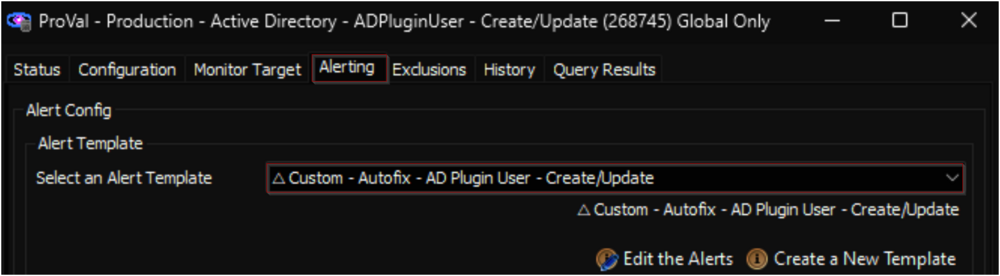 ProVal - Production - Active Directory - ADPluginUser - Create/Update (268745) Global Only
Status Configuration Monitor Target Alerting Exclusions History Query Results
Alert Config
Alert Template
Select an Alert Template △ Custom - Autofix - AD Plugin User - Create/Update
△ Custom - Autofix - AD Plugin User - Create/Update
Edit the Alerts Create a New Template